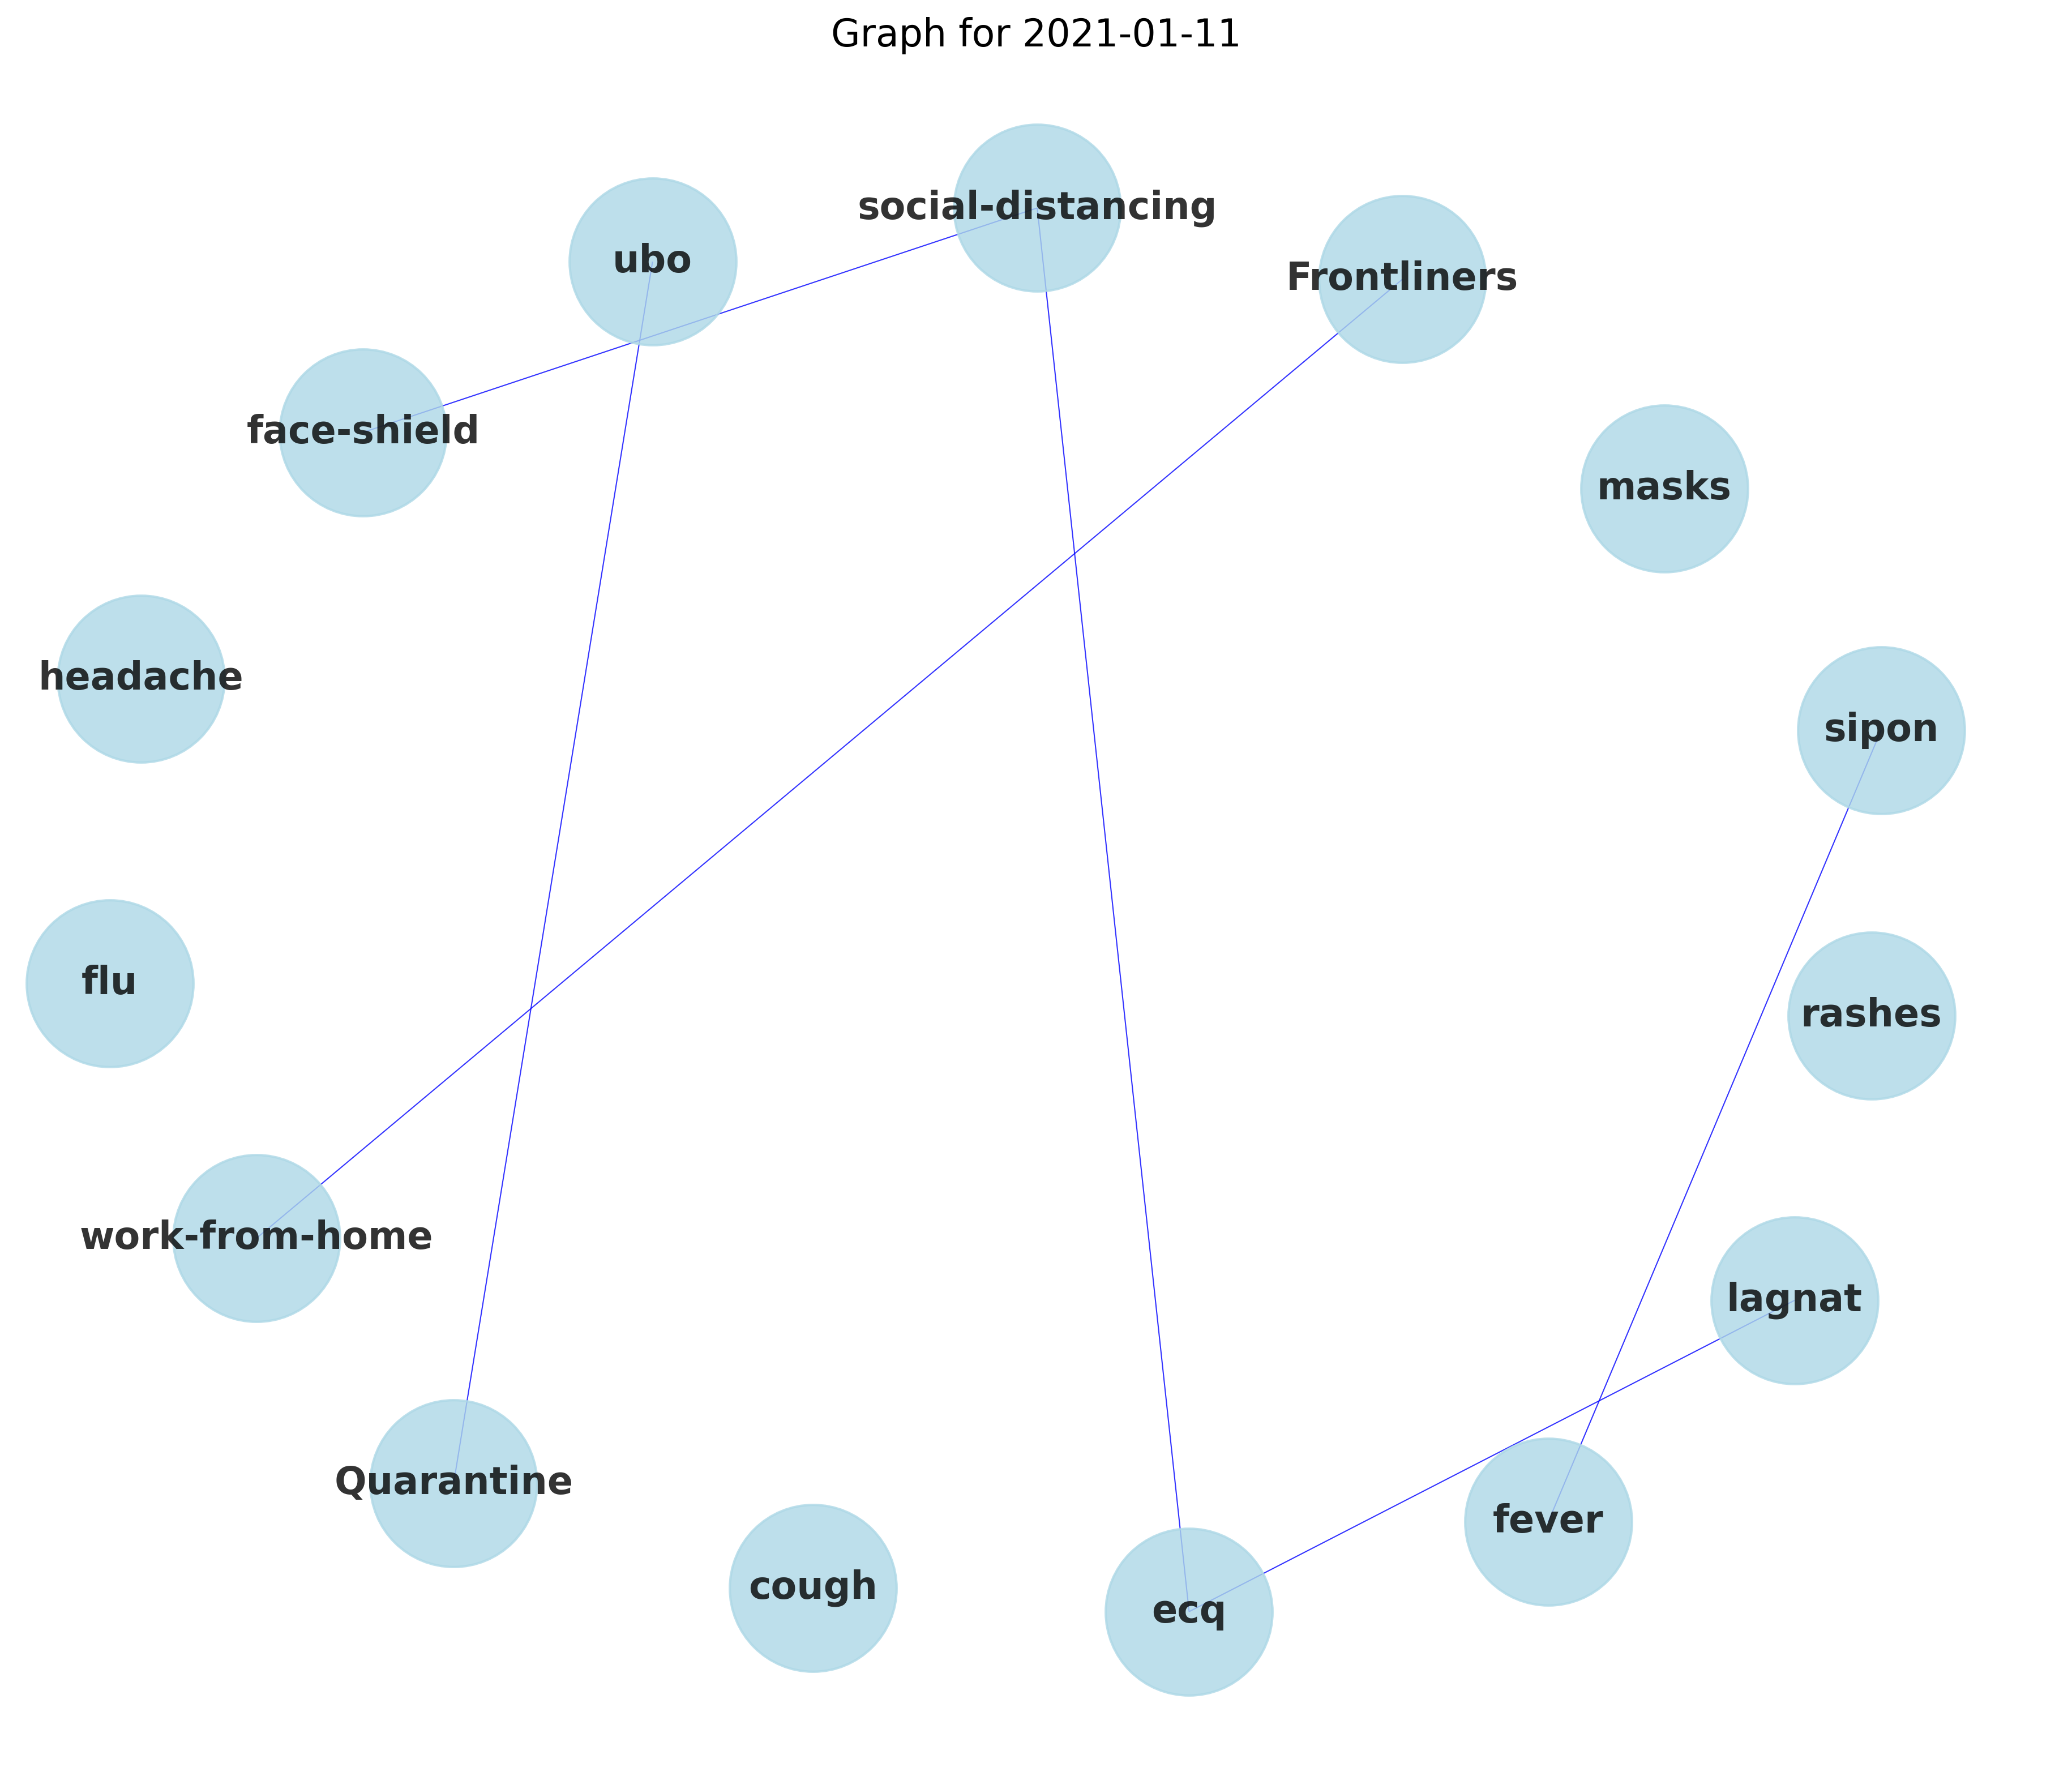 Graph for 2021-01-11
social-distancing
ubo
Frontliners
face-shield
masks
headache
sipon
flu
rashes
work-from-home
lagnat
Quarantine
fever
cough
ecq